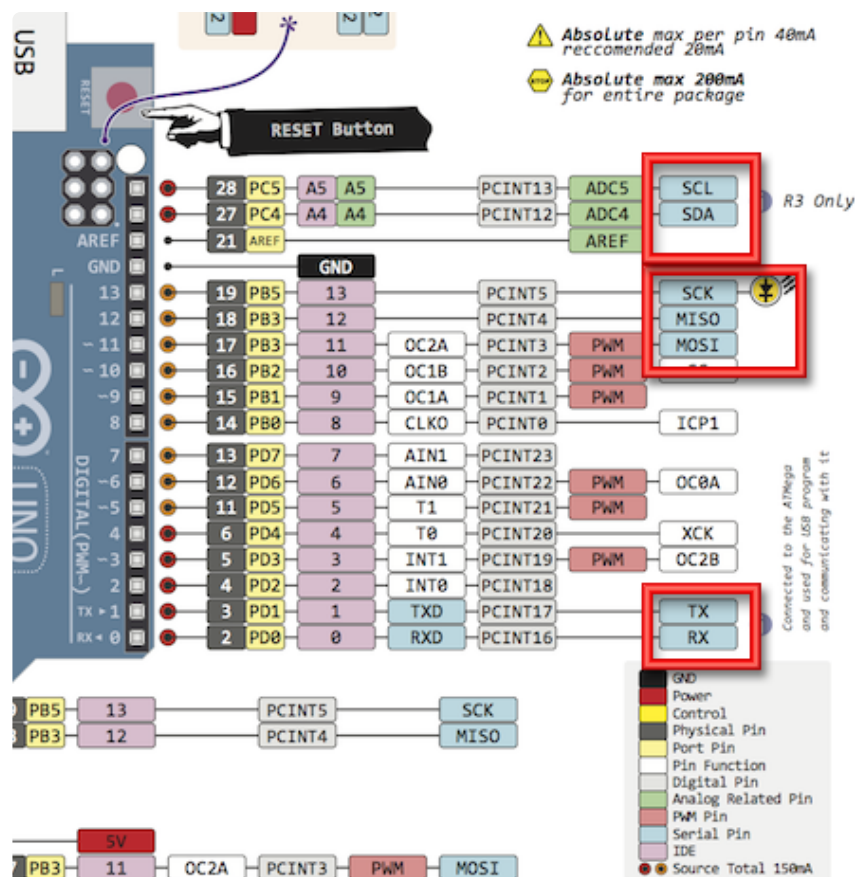 USB
RESET
RESET Button
Absolute max per pin 40mA
reccomended 20mA
STOP
Absolute max 200mA
for entire package
28 PC5 A5 A5 PCINT13 ADC5 SCL
27 PC4 A4 A4 PCINT12 ADC4 SDA
R3 Only
AREF 21 AREF AREF
GND GND
L
13 19 PB5 13 PCINT5 SCK
12 18 PB3 12 PCINT4 MISO
~11 17 PB3 11 OC2A PCINT3 PWM MOSI
~10 16 PB2 10 OC1B PCINT2 PWM
~9 15 PB1 9 OC1A PCINT1 PWM
8 14 PB0 8 CLKO PCINT0 ICP1
7 13 PD7 7 AIN1 PCINT23
~6 12 PD6 6 AIN0 PCINT22 PWM OC0A
~5 11 PD5 5 T1 PCINT21 PWM
4 6 PD4 4 T0 PCINT20 XCK
~3 5 PD3 3 INT1 PCINT19 PWM OC2B
2 4 PD2 2 INT0 PCINT18
TX ▸ 1 3 PD1 1 TXD PCINT17 TX
RX ◂ 0 2 PD0 0 RXD PCINT16 RX
DIGITAL(PWM~)
UNO
Connected to the ATMega
and used for USB program
and communicating with it
PB5 13 PCINT5 SCK
PB3 12 PCINT4 MISO
5V
PB3 11 OC2A PCINT3 PWM MOSI
GND
Power
Control
Physical Pin
Port Pin
Pin Function
Digital Pin
Analog Related Pin
PWM Pin
Serial Pin
IDE
Source Total 150mA